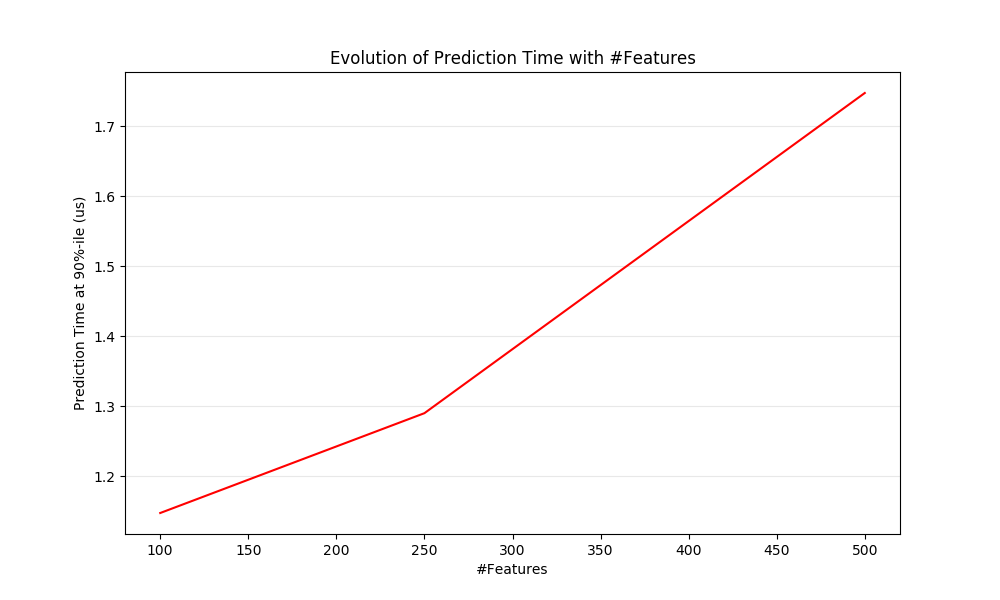 Evolution of Prediction Time with #Features
Prediction Time at 90%-ile (us)
1.7
1.6
1.5
1.4
1.3
1.2
100 150 200 250 300 350 400 450 500
#Features